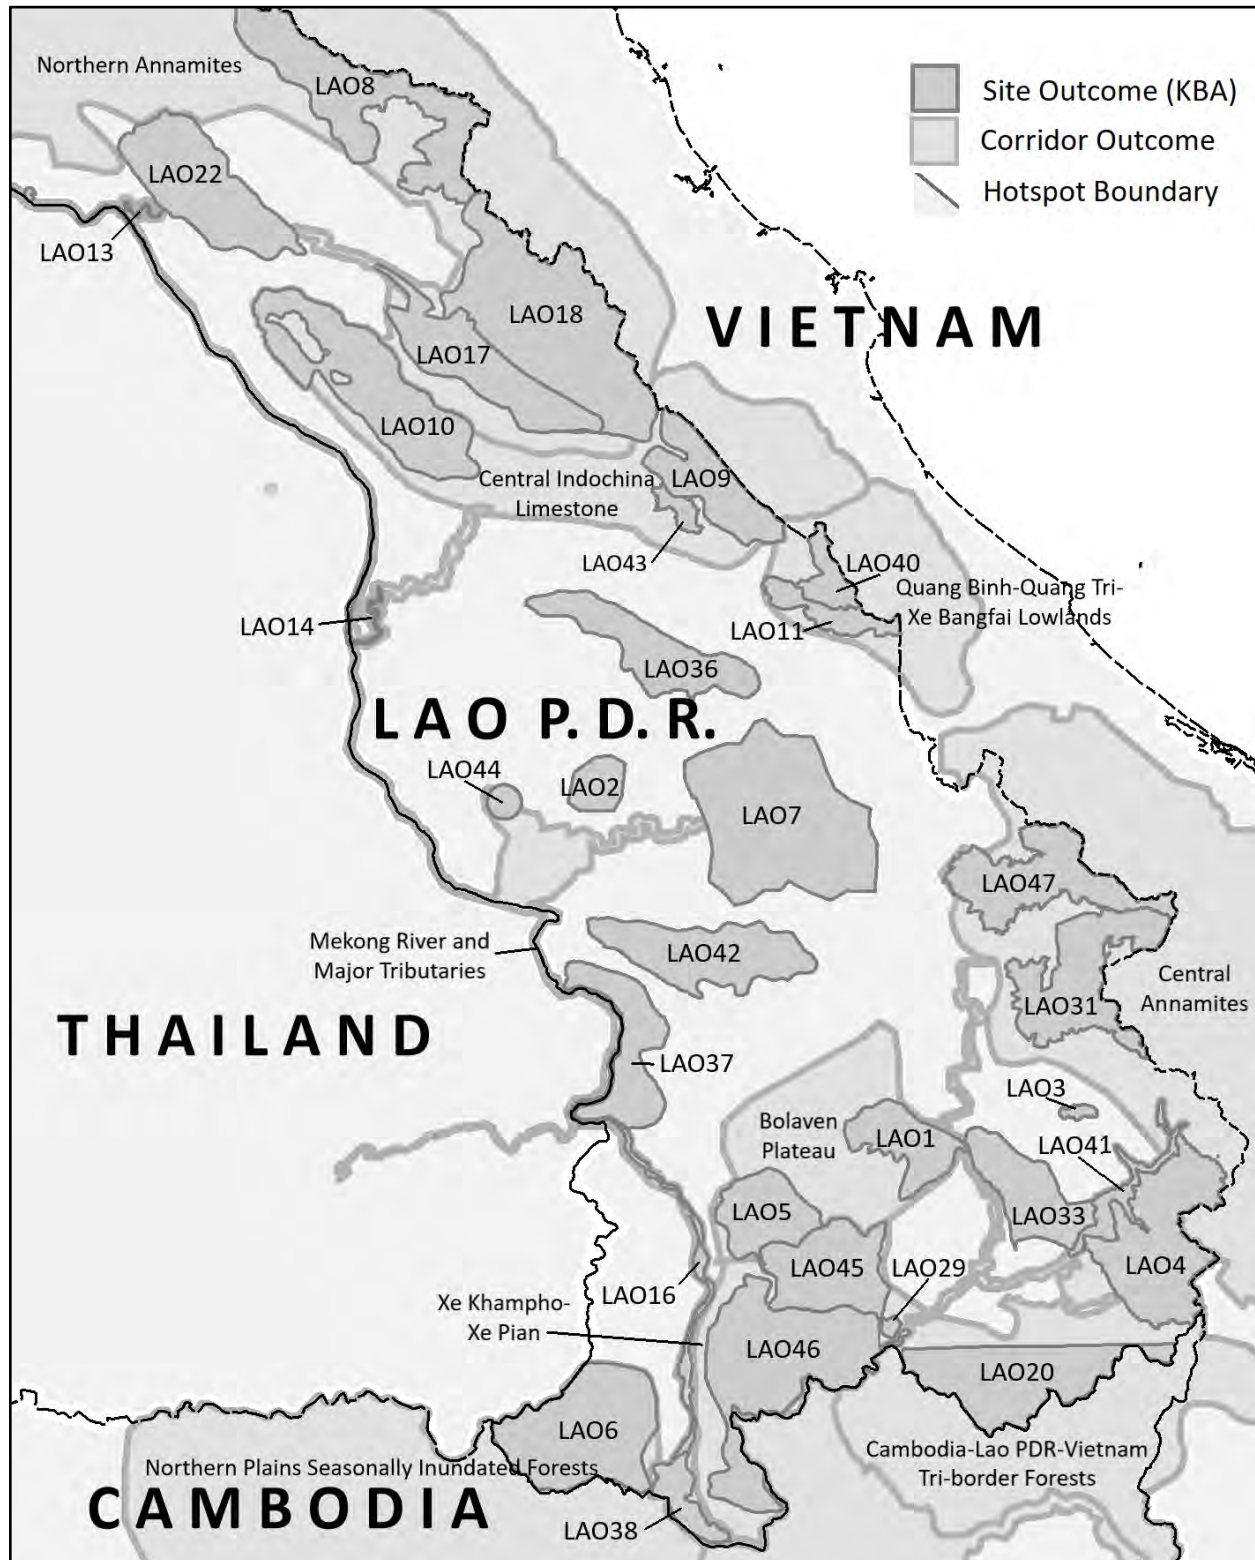 Northern Annamites
LAO8
Site Outcome (KBA)
Corridor Outcome
Hotspot Boundary
LAO22
LAO13
LAO18
VIETNAM
LAO17
LAO10
Central Indochina
Limestone
LAO9
LAO43
LAO40
Quang Binh-Quang Tri-
Xe Bangfai Lowlands
LAO14
LAO11
LAO36
LAO P. D. R.
LAO44
LAO2
LAO7
LAO47
Mekong River and
Major Tributaries
LAO42
Central
Annamites
LAO31
THAILAND
LAO37
LAO3
Bolaven
Plateau
LAO1
LAO41
LAO5
LAO33
LAO45
LAO29
LAO4
LAO16
Xe Khampho-
Xe Pian
LAO46
LAO20
LAO6
Cambodia-Lao PDR-Vietnam
Tri-border Forests
Northern Plains Seasonally Inundated Forests
CAMBODIA
LAO38